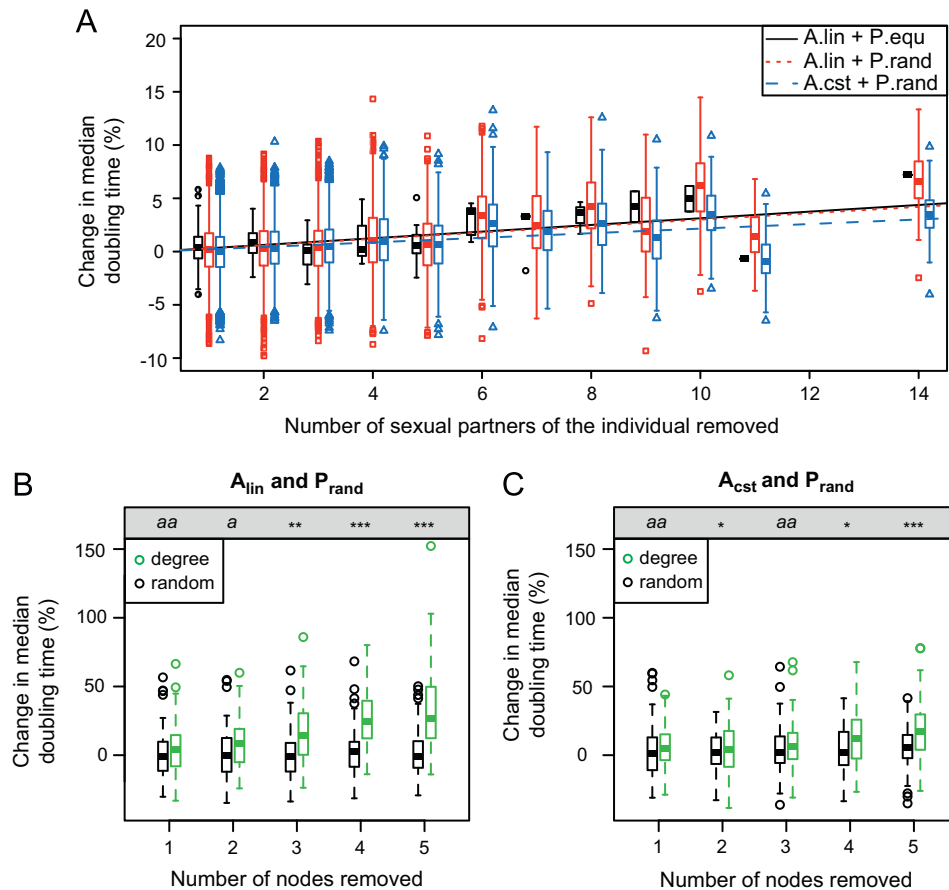 A
20
15
10
5
0
-5
-10
Change in median
doubling time (%)
A.lin + P.equ
A.lin + P.rand
A.cst + P.rand
2 4 6 8 10 12 14
Number of sexual partners of the individual removed
B
A_lin and P_rand
aa a ** *** ***
degree
random
150
100
50
0
Change in median
doubling time (%)
1 2 3 4 5
Number of nodes removed
C
A_cst and P_rand
aa * aa * ***
degree
random
150
100
50
0
Change in median
doubling time (%)
1 2 3 4 5
Number of nodes removed